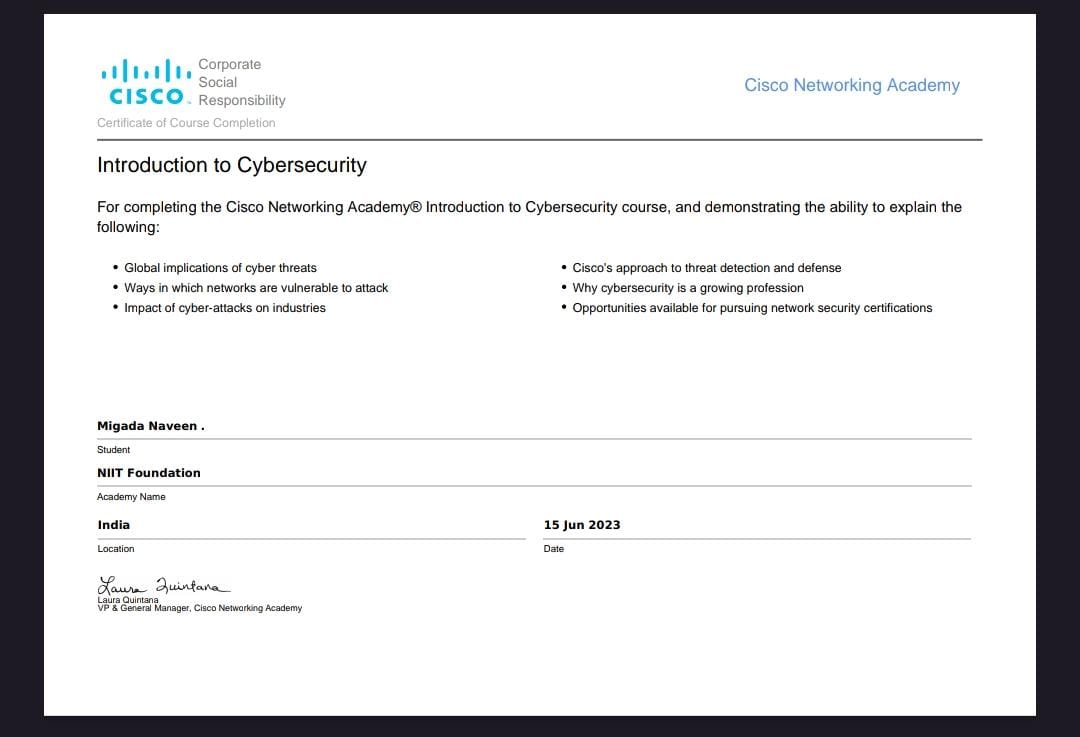 CISCO
Corporate
Social
Responsibility
Cisco Networking Academy
Certificate of Course Completion
Introduction to Cybersecurity
For completing the Cisco Networking Academy® Introduction to Cybersecurity course, and demonstrating the ability to explain the
following:
• Global implications of cyber threats
• Ways in which networks are vulnerable to attack
• Impact of cyber-attacks on industries
• Cisco's approach to threat detection and defense
• Why cybersecurity is a growing profession
• Opportunities available for pursuing network security certifications
Migada Naveen .
Student
NIIT Foundation
Academy Name
India
Location
15 Jun 2023
Date
Laura Quintana
Laura Quintana
VP & General Manager, Cisco Networking Academy